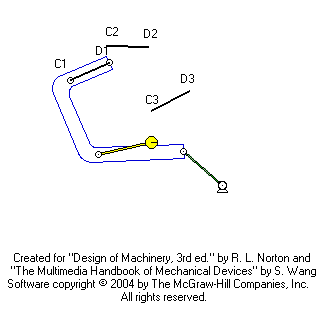 C2
D2
D1
C1
D3
C3
Created for "Design of Machinery, 3rd ed." by R. L. Norton and
"The Multimedia Handbook of Mechanical Devices" by S. Wang
Software copyright © 2004 by The McGraw-Hill Companies, Inc.
All rights reserved.